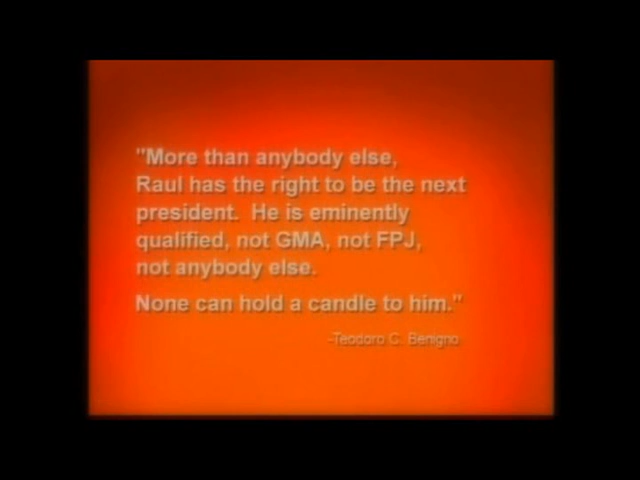 "More than anybody else,
Raul has the right to be the next
president.  He is eminently
qualified, not GMA, not FPJ,
not anybody else.
None can hold a candle to him."
-Teodoro C. Benigno